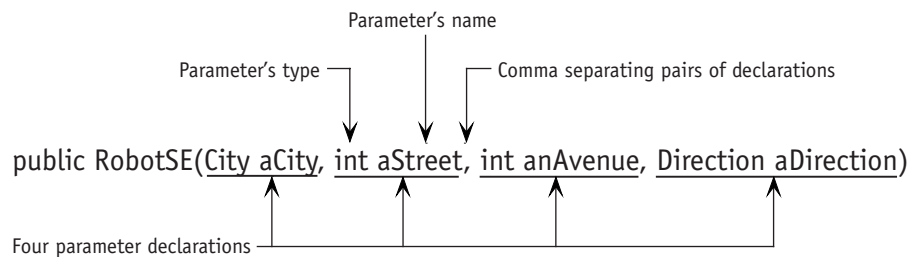 Parameter's name
Parameter's type
Comma separating pairs of declarations
public RobotSE(City aCity, int aStreet, int anAvenue, Direction aDirection)
Four parameter declarations